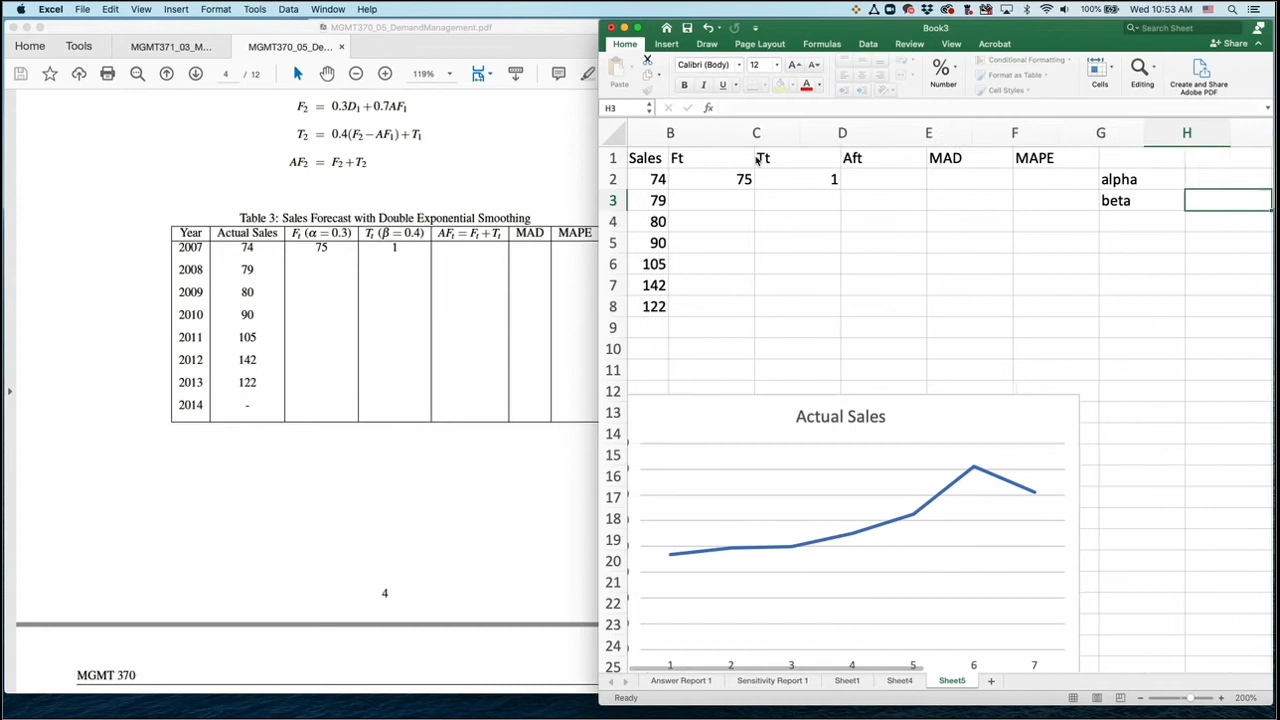 Excel File Edit View Insert Format Tools Data Window Help 100% Wed 10:53 AM
MGMT370_05_DemandManagement.pdf
Home Tools MGMT371_03_M... MGMT370_05_De... ×
4 / 12 119%
F2 = 0.3D1 + 0.7AF1
T2 = 0.4(F2 − AF1) + T1
AF2 = F2 + T2
Table 3: Sales Forecast with Double Exponential Smoothing
Year Actual Sales Ft (α = 0.3) Tt (β = 0.4) AFt = Ft + Tt MAD MAPE
2007 74 75 1
2008 79
2009 80
2010 90
2011 105
2012 142
2013 122
2014 -
4
MGMT 370
Book3
Search Sheet
Home Insert Draw Page Layout Formulas Data Review View Acrobat Share
Paste
Calibri (Body) 12 A A
B I U A
%
Number
Conditional Formatting
Format as Table
Cell Styles
Cells
Editing
Create and Share
Adobe PDF
H3 fx
B C D E F G H
1 Sales Ft Tt Aft MAD MAPE
2 74 75 1 alpha
3 79 beta
4 80
5 90
6 105
7 142
8 122
9
10
11
12
13
14
15
16
17
18
19
20
21
22
23
24
25
Actual Sales
1 2 3 4 5 6 7
Answer Report 1 Sensitivity Report 1 Sheet1 Sheet4 Sheet5 +
Ready
200%